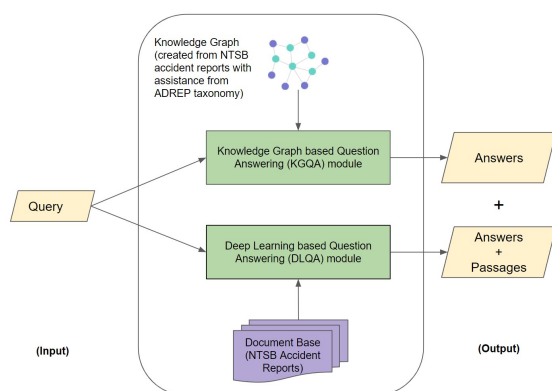 Knowledge Graph
(created from NTSB
accident reports with
assistance from
ADREP taxonomy)
Knowledge Graph based Question
Answering (KGQA) module
Answers
Query
+
Deep Learning based Question
Answering (DLQA) module
Answers
+
Passages
Document Base
(NTSB Accident
Reports)
(Input)
(Output)